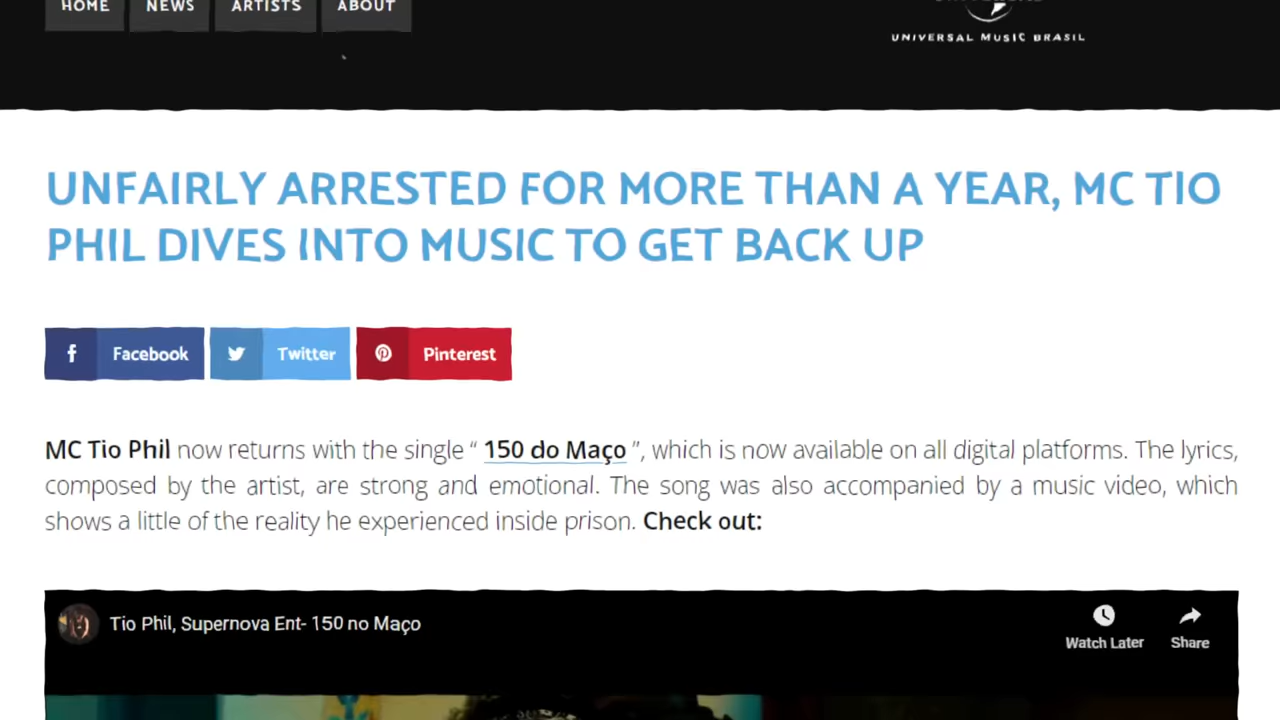 HOME NEWS ARTISTS ABOUT
UNIVERSAL MUSIC BRASIL
UNFAIRLY ARRESTED FOR MORE THAN A YEAR, MC TIO
PHIL DIVES INTO MUSIC TO GET BACK UP
Facebook Twitter Pinterest
MC Tio Phil now returns with the single “ 150 do Maço ”, which is now available on all digital platforms. The lyrics,
composed by the artist, are strong and emotional. The song was also accompanied by a music video, which
shows a little of the reality he experienced inside prison. Check out:
Tio Phil, Supernova Ent- 150 no Maço
Watch Later Share